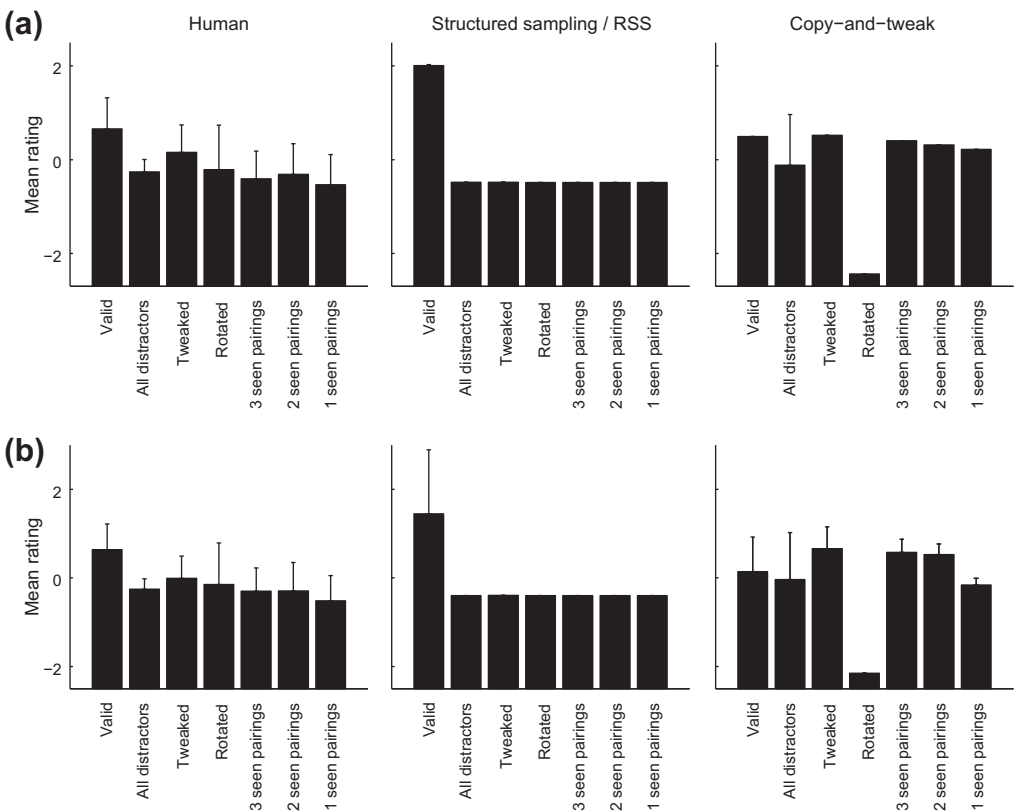 (a)
Human
Structured sampling / RSS
Copy−and−tweak
Mean rating
2
0
−2
Valid
All distractors
Tweaked
Rotated
3 seen pairings
2 seen pairings
1 seen pairings
Valid
All distractors
Tweaked
Rotated
3 seen pairings
2 seen pairings
1 seen pairings
Valid
All distractors
Tweaked
Rotated
3 seen pairings
2 seen pairings
1 seen pairings
(b)
Mean rating
2
0
−2
Valid
All distractors
Tweaked
Rotated
3 seen pairings
2 seen pairings
1 seen pairings
Valid
All distractors
Tweaked
Rotated
3 seen pairings
2 seen pairings
1 seen pairings
Valid
All distractors
Tweaked
Rotated
3 seen pairings
2 seen pairings
1 seen pairings